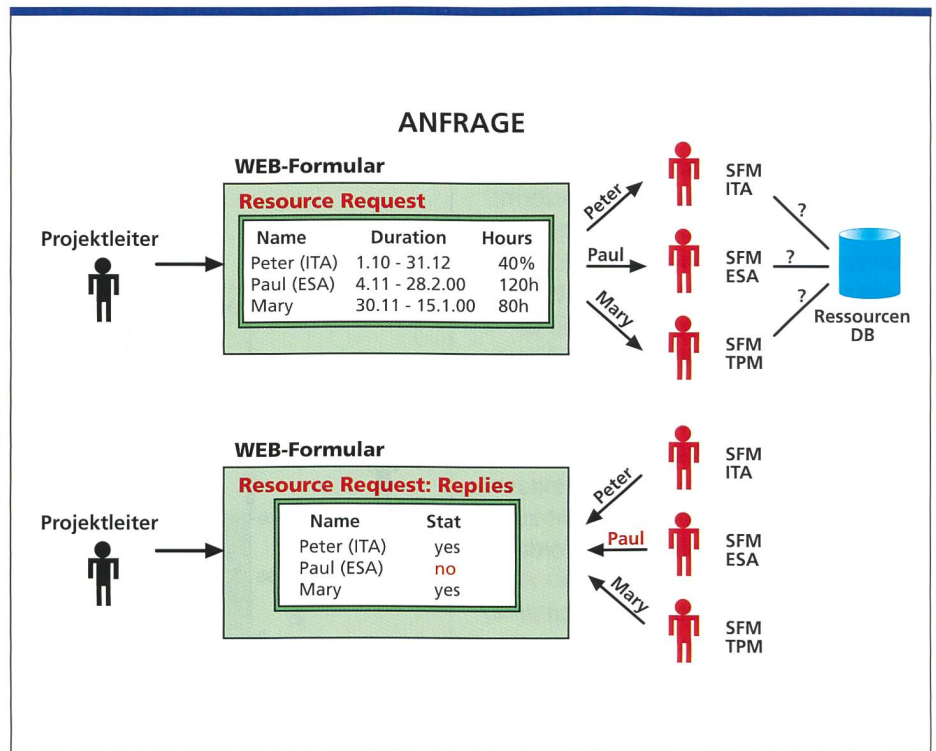 ANFRAGE
WEB-Formular
Resource Request
Name Duration Hours
Peter (ITA) 1.10 - 31.12 40%
Paul (ESA) 4.11 - 28.2.00 120h
Mary 30.11 - 15.1.00 80h
Projektleiter
Peter
Paul
Mary
SFM
ITA
SFM
ESA
SFM
TPM
?
?
?
Ressourcen
DB
WEB-Formular
Resource Request: Replies
Name Stat
Peter (ITA) yes
Paul (ESA) no
Mary yes
Projektleiter
Peter
Paul
Mary
SFM
ITA
SFM
ESA
SFM
TPM